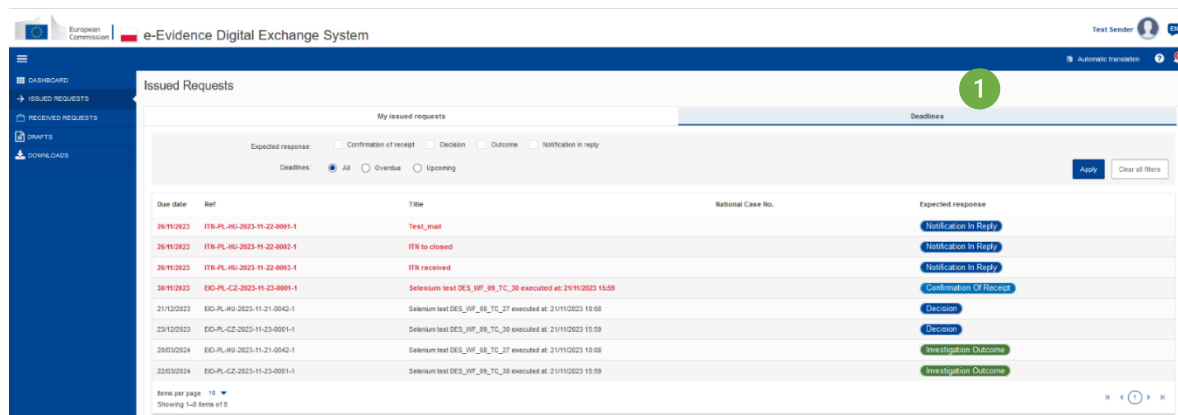 European
Commission
e-Evidence Digital Exchange System
Test Sender
EN
Automatic translation
?
DASHBOARD
ISSUED REQUESTS
RECEIVED REQUESTS
DRAFTS
DOWNLOADS
Issued Requests
1
My issued requests Deadlines
Expected response: Confirmation of receipt Decision Outcome Notification in reply
Deadlines: All Overdue Upcoming
Apply Clear all filters
Due date Ref Title National Case No. Expected response
26/11/2023 ITN-PL-HU-2023-11-22-0001-1 Test_mail Notification In Reply
26/11/2023 ITN-PL-HU-2023-11-22-0002-1 ITN to closed Notification In Reply
26/11/2023 ITN-PL-HU-2023-11-22-0003-1 ITN received Notification In Reply
30/11/2023 EIO-PL-CZ-2023-11-23-0001-1 Selenium test DES_WF_09_TC_30 executed at: 21/11/2023 15:59 Confirmation Of Receipt
21/12/2023 EIO-PL-HU-2023-11-21-0042-1 Selenium test DES_WF_08_TC_27 executed at: 21/11/2023 10:08 Decision
23/12/2023 EIO-PL-CZ-2023-11-23-0001-1 Selenium test DES_WF_09_TC_30 executed at: 21/11/2023 15:59 Decision
20/03/2024 EIO-PL-HU-2023-11-21-0042-1 Selenium test DES_WF_08_TC_27 executed at: 21/11/2023 10:08 Investigation Outcome
22/03/2024 EIO-PL-CZ-2023-11-23-0001-1 Selenium test DES_WF_09_TC_30 executed at: 21/11/2023 15:59 Investigation Outcome
Items per page 10
Showing 1–8 items of 8
1